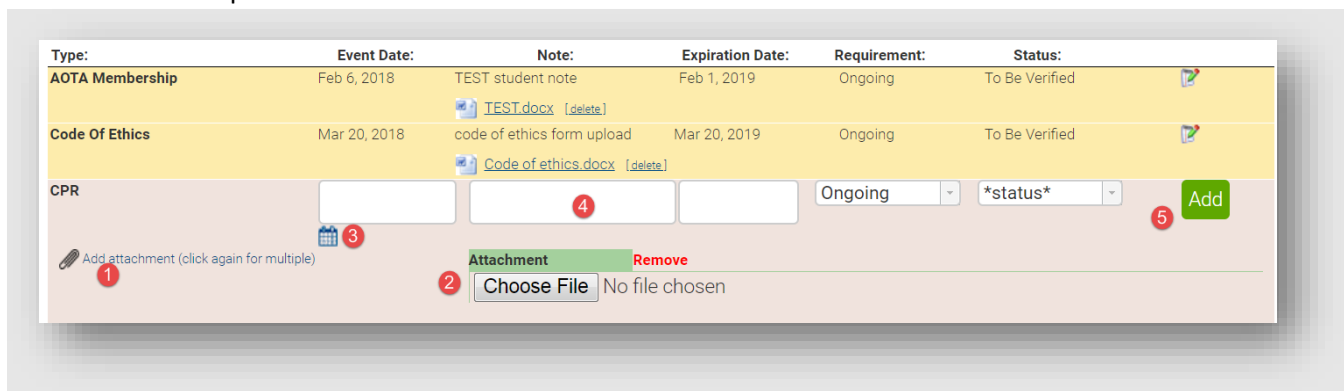 Type: Event Date: Note: Expiration Date: Requirement: Status:
AOTA Membership Feb 6, 2018 TEST student note Feb 1, 2019 Ongoing To Be Verified
TEST.docx [delete]
Code Of Ethics Mar 20, 2018 code of ethics form upload Mar 20, 2019 Ongoing To Be Verified
Code of ethics.docx [delete]
CPR Ongoing *status* Add
4
5
3
Add attachment (click again for multiple) Attachment Remove
1
2 Choose File No file chosen